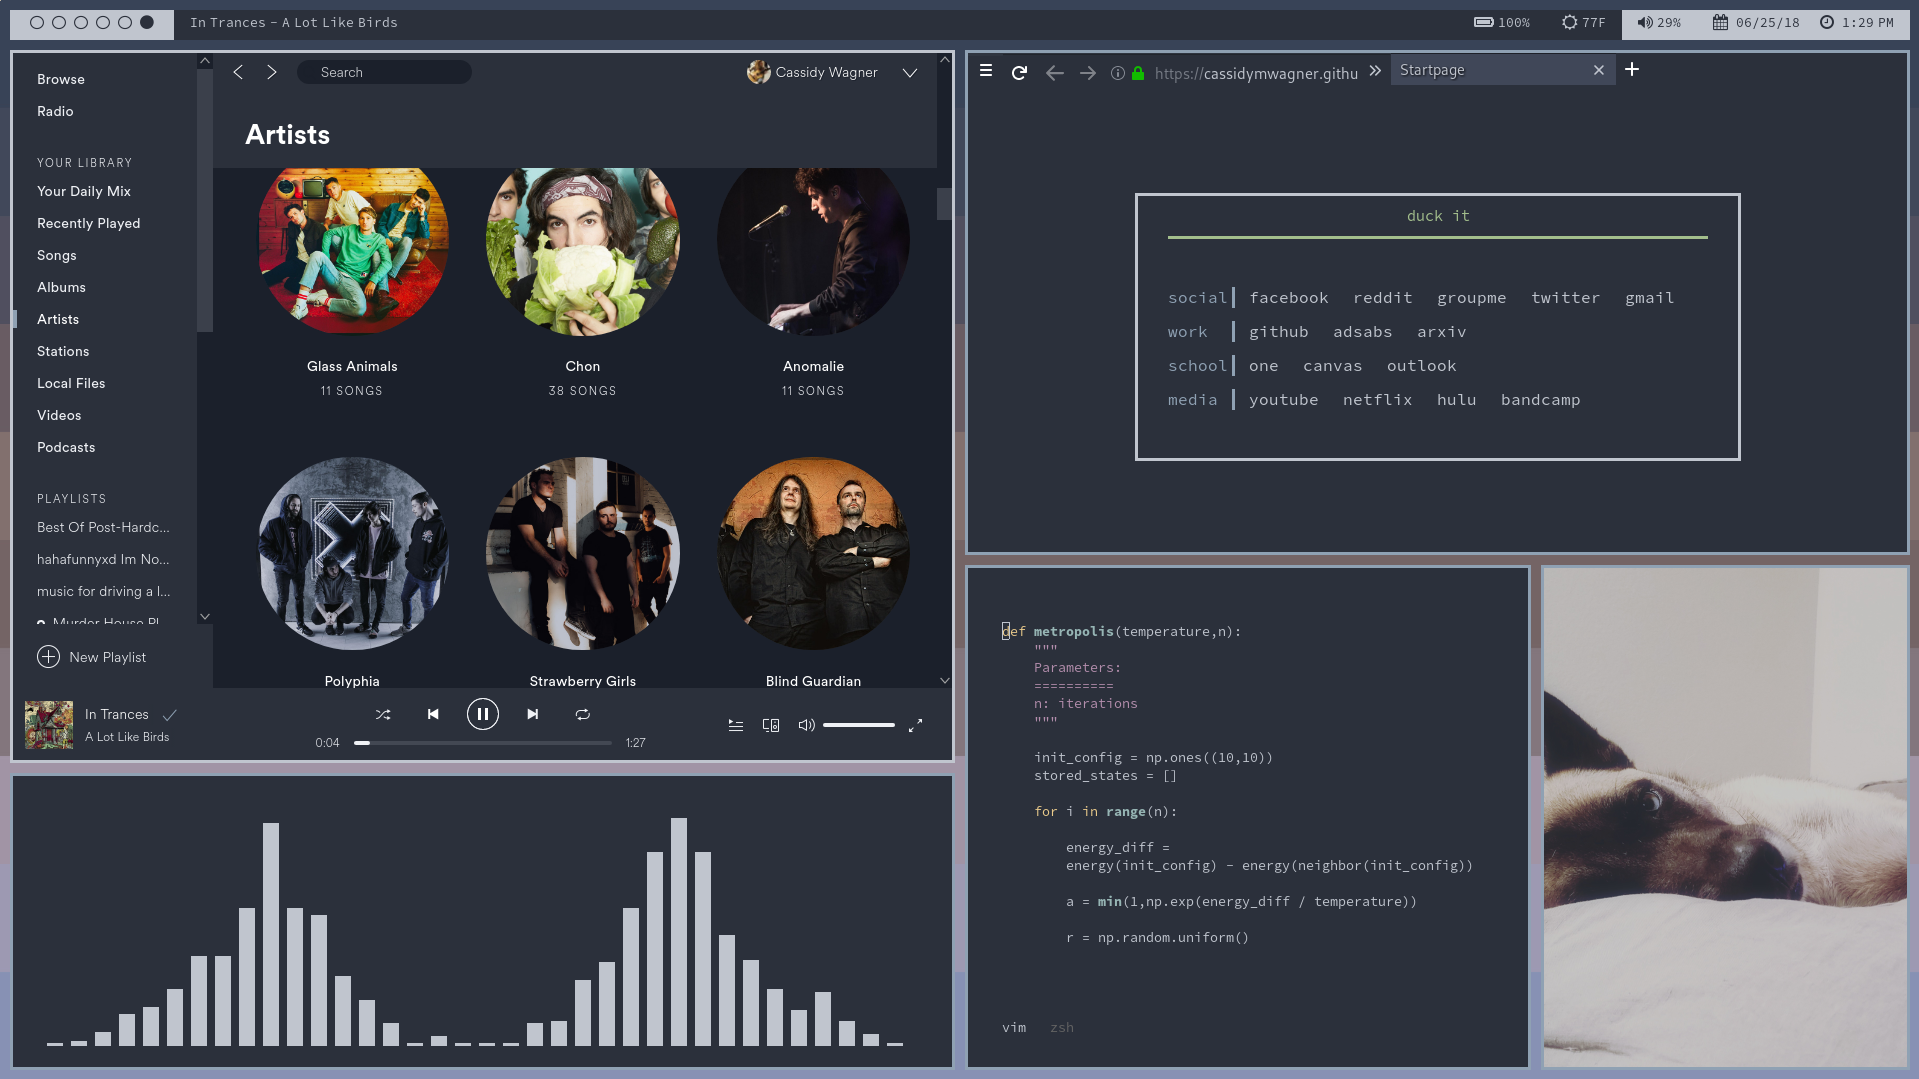 In Trances – A Lot Like Birds
100%
77F
29%
06/25/18
1:29 PM
Browse
Radio
YOUR LIBRARY
Your Daily Mix
Recently Played
Songs
Albums
Artists
Stations
Local Files
Videos
Podcasts
PLAYLISTS
Best Of Post-Hardc...
hahafunnyxd Im No...
music for driving a l...
Murder House Pl
New Playlist
Search
Cassidy Wagner
Artists
Glass Animals
11 SONGS
Chon
38 SONGS
Anomalie
11 SONGS
Polyphia
Strawberry Girls
Blind Guardian
In Trances
A Lot Like Birds
0:04
1:27
https://cassidymwagner.githu
Startpage
duck it
social facebook reddit groupme twitter gmail
work github adsabs arxiv
school one canvas outlook
media youtube netflix hulu bandcamp
def metropolis(temperature,n):
"""
Parameters:
==========
n: iterations
"""
init_config = np.ones((10,10))
stored_states = []
for i in range(n):
energy_diff =
energy(init_config) - energy(neighbor(init_config))
a = min(1,np.exp(energy_diff / temperature))
r = np.random.uniform()
vim zsh